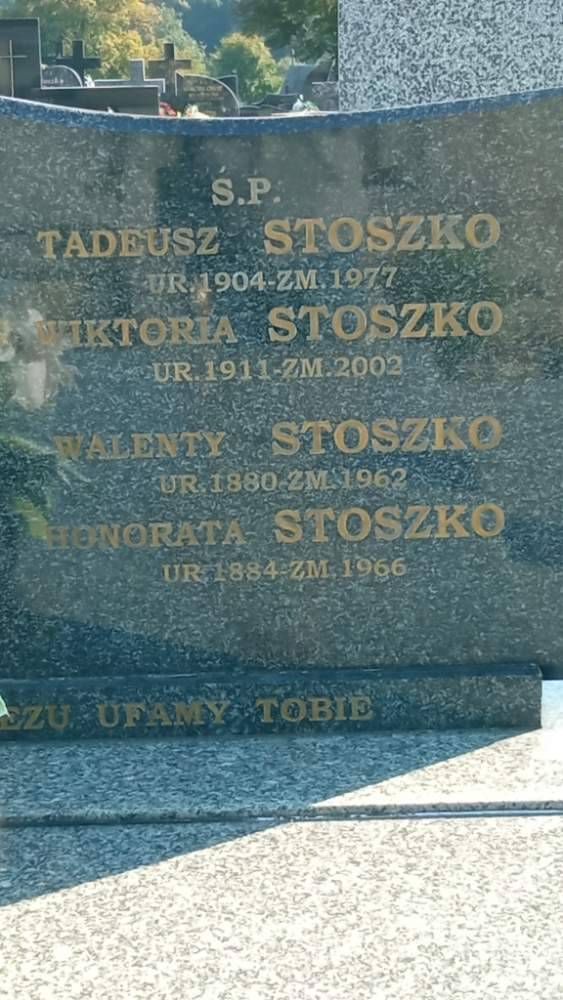 Ś.P.
TADEUSZ STOSZKO
UR.1904-ZM.1977
WIKTORIA STOSZKO
UR.1911-ZM.2002
WALENTY STOSZKO
UR.1880-ZM.1962
HONORATA STOSZKO
UR.1884-ZM.1966
EZU UFAMY TOBIE